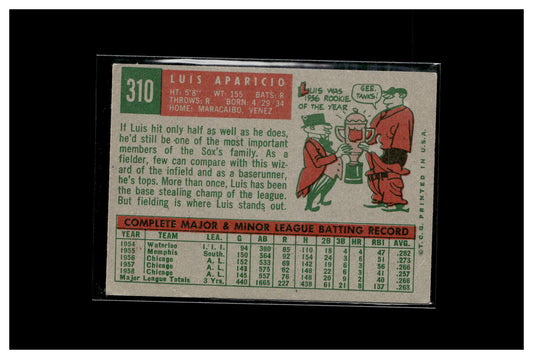 310
LUIS APARICIO
HT: 5'8" WT: 155 BATS: R
THROWS: R BORN: 4 29 34
HOME: MARACAIBO, VENEZ
LUIS WAS
1956 ROOKIE
OF THE YEAR
GEE,
TANKS!
If Luis hit only half as well as he does,
he'd still be one of the most important
members of the Sox's family. As a
fielder, few can compare with this wiz-
ard of the infield and as a baserunner,
he's tops. More than once, Luis has been
the base stealing champ of the league.
But fielding is where Luis stands out.
© T.C.G. PRINTED IN U.S.A.
COMPLETE MAJOR & MINOR LEAGUE BATTING RECORD
YEAR TEAM LEA. G AB R H 2B 3B HR RBI AVG.
1954 Waterloo I.I.I. 94 390 85 110 18 4 4 47 .282
1955 Memphis South. 150 564 92 154 24 3 6 51 .273
1956 Chicago A. L. 152 533 69 142 19 6 3 56 .266
1957 Chicago A. L. 143 575 82 148 22 6 3 41 .257
1958 Chicago A. L. 145 557 76 148 20 9 2 40 .266
Major League Totals 3 Yrs. 440 1665 227 438 61 21 8 137 .263